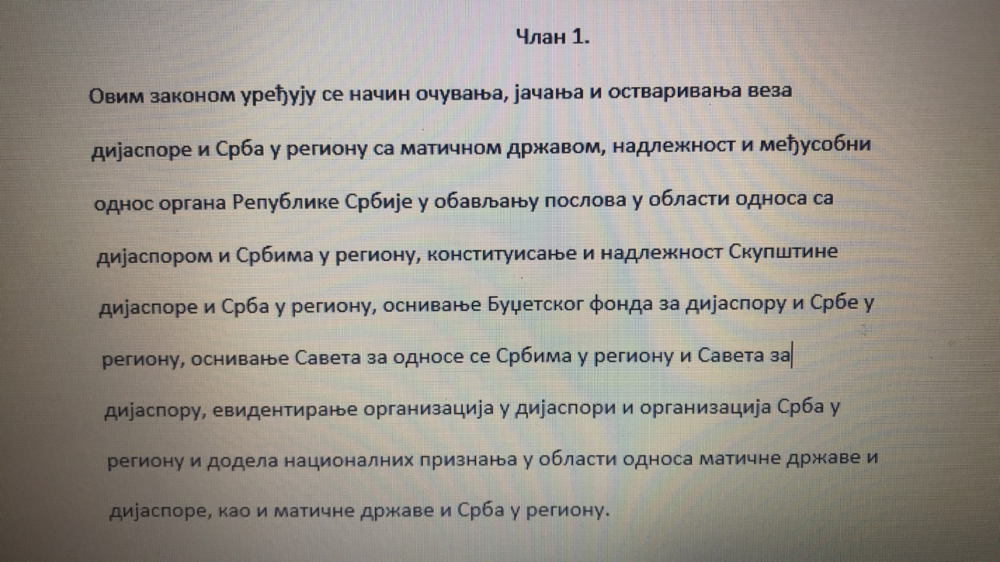 Члан 1.
Овим законом уређују се начин очувања, јачања и остваривања веза
дијаспоре и Срба у региону са матичном државом, надлежност и међусобни
однос органа Републике Србије у обављању послова у области односа са
дијаспором и Србима у региону, конституисање и надлежност Скупштине
дијаспоре и Срба у региону, оснивање Буџетског фонда за дијаспору и Србе у
региону, оснивање Савета за односе се Србима у региону и Савета за
дијаспору, евидентирање организација у дијаспори и организација Срба у
региону и додела националних признања у области односа матичне државе и
дијаспоре, као и матичне државе и Срба у региону.